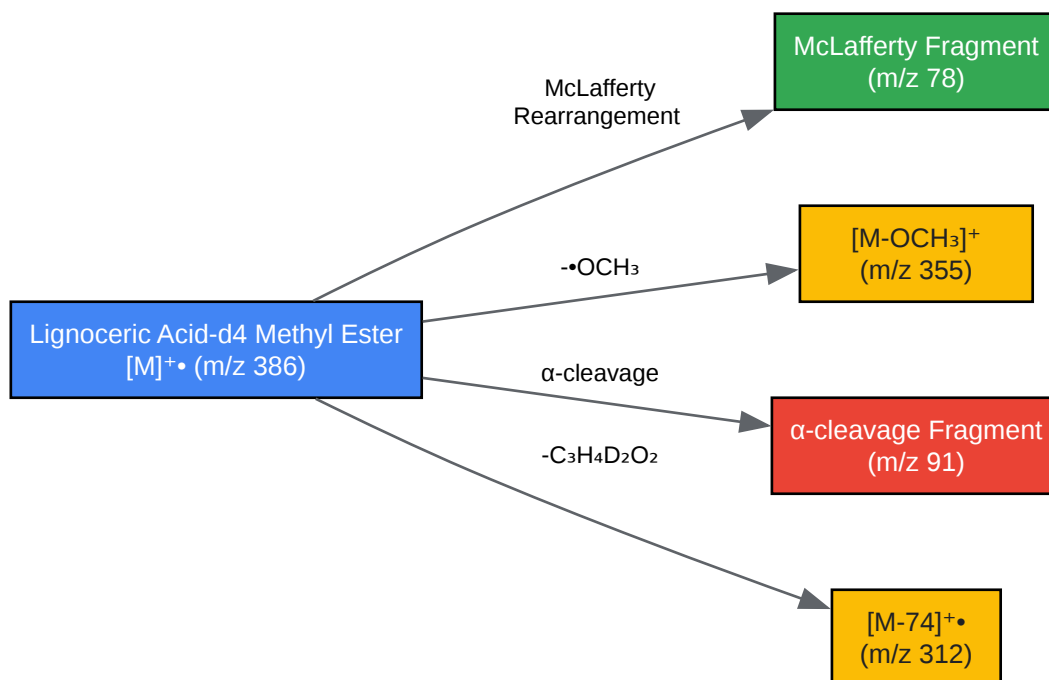 McLafferty Fragment
(m/z 78)
McLafferty
Rearrangement
[M-OCH₃]⁺
(m/z 355)
-•OCH₃
Lignoceric Acid-d4 Methyl Ester
[M]⁺• (m/z 386)
α-cleavage
α-cleavage Fragment
(m/z 91)
-C₃H₄D₂O₂
[M-74]⁺•
(m/z 312)